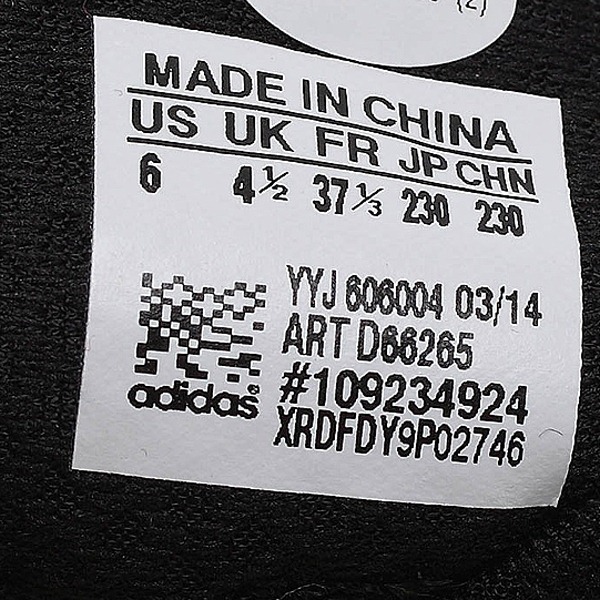 (2)
MADE IN CHINA
US UK FR JP CHN
6 4½ 37⅓ 230 230
YYJ 606004 03/14
ART D66265
#109234924
XRDFDY9P02746
adidas®